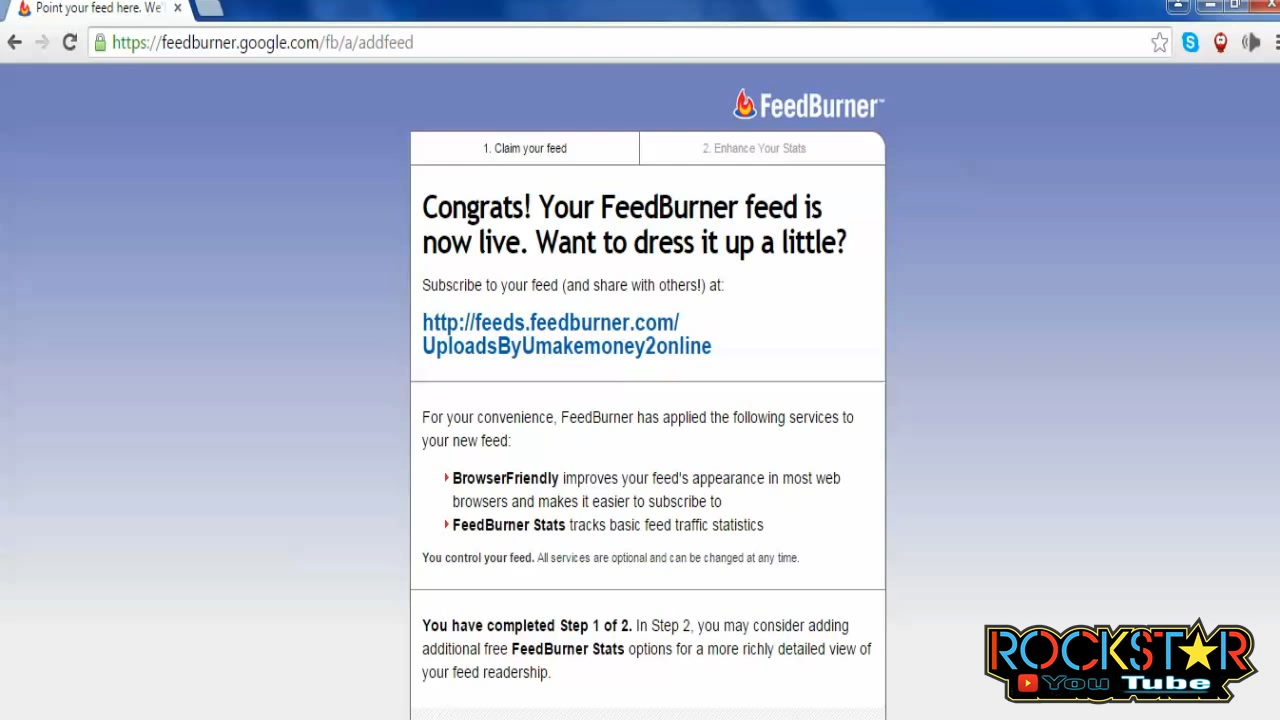 Point your feed here. We'
https://feedburner.google.com/fb/a/addfeed
FeedBurner™
1. Claim your feed
2. Enhance Your Stats
Congrats! Your FeedBurner feed is
now live. Want to dress it up a little?
Subscribe to your feed (and share with others!) at:
http://feeds.feedburner.com/
UploadsByUmakemoney2online
For your convenience, FeedBurner has applied the following services to
your new feed:
BrowserFriendly improves your feed's appearance in most web
browsers and makes it easier to subscribe to
FeedBurner Stats tracks basic feed traffic statistics
You control your feed. All services are optional and can be changed at any time.
You have completed Step 1 of 2. In Step 2, you may consider adding
additional free FeedBurner Stats options for a more richly detailed view of
your feed readership.
ROCKSTAR
You Tube